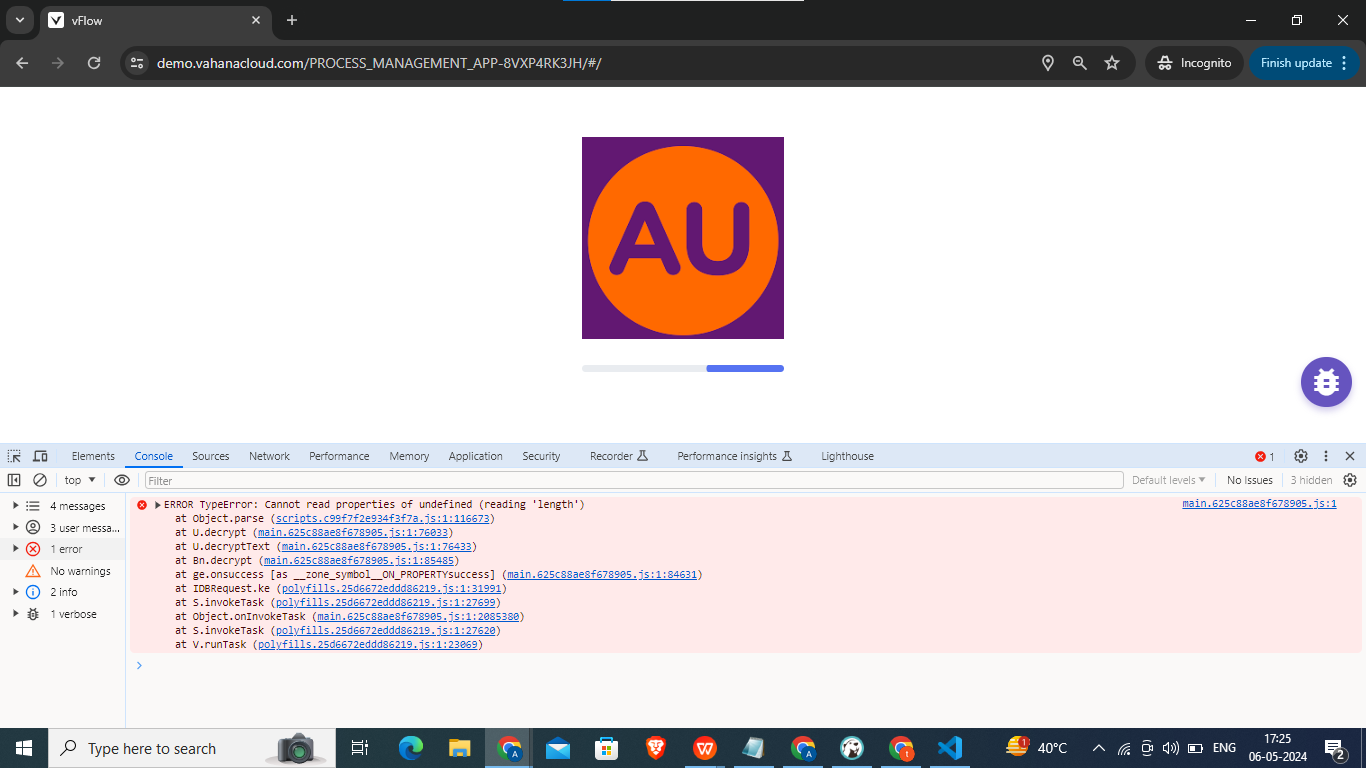 vFlow
demo.vahanacloud.com/PROCESS_MANAGEMENT_APP-8VXP4RK3JH/#/
Incognito
Finish update
AU
Elements
Console
Sources
Network
Performance
Memory
Application
Security
Recorder
Performance insights
Lighthouse
1
top
Filter
Default levels
No Issues
3 hidden
4 messages
3 user messa...
1 error
No warnings
2 info
1 verbose
ERROR TypeError: Cannot read properties of undefined (reading 'length') main.625c88ae8f678905.js:1
at Object.parse (scripts.c99f7f2e934f3f7a.js:1:116673)
at U.decrypt (main.625c88ae8f678905.js:1:76033)
at U.decryptText (main.625c88ae8f678905.js:1:76433)
at Bn.decrypt (main.625c88ae8f678905.js:1:85485)
at ge.onsuccess [as __zone_symbol__ON_PROPERTYsuccess] (main.625c88ae8f678905.js:1:84631)
at IDBRequest.ke (polyfills.25d6672eddd86219.js:1:31991)
at S.invokeTask (polyfills.25d6672eddd86219.js:1:27699)
at Object.onInvokeTask (main.625c88ae8f678905.js:1:2085380)
at S.invokeTask (polyfills.25d6672eddd86219.js:1:27620)
at V.runTask (polyfills.25d6672eddd86219.js:1:23069)
Type here to search
A
W
A
t
1
40°C
ENG
17:25
06-05-2024
2